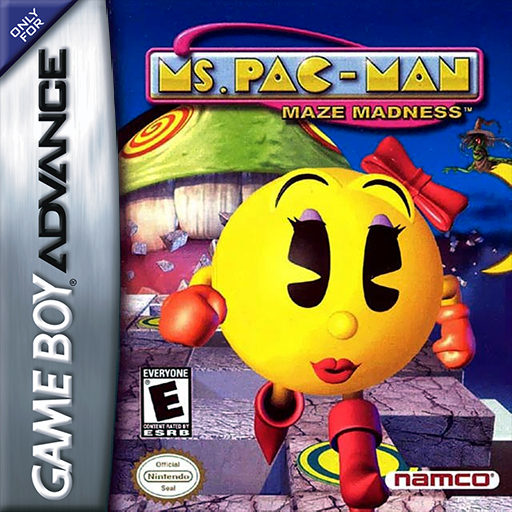 ONLY
FOR
GAME BOY ADVANCE
MS. PAC-MAN
MAZE MADNESS™
EVERYONE
E
CONTENT RATED BY
ESRB
Official
Nintendo
Seal
namco®